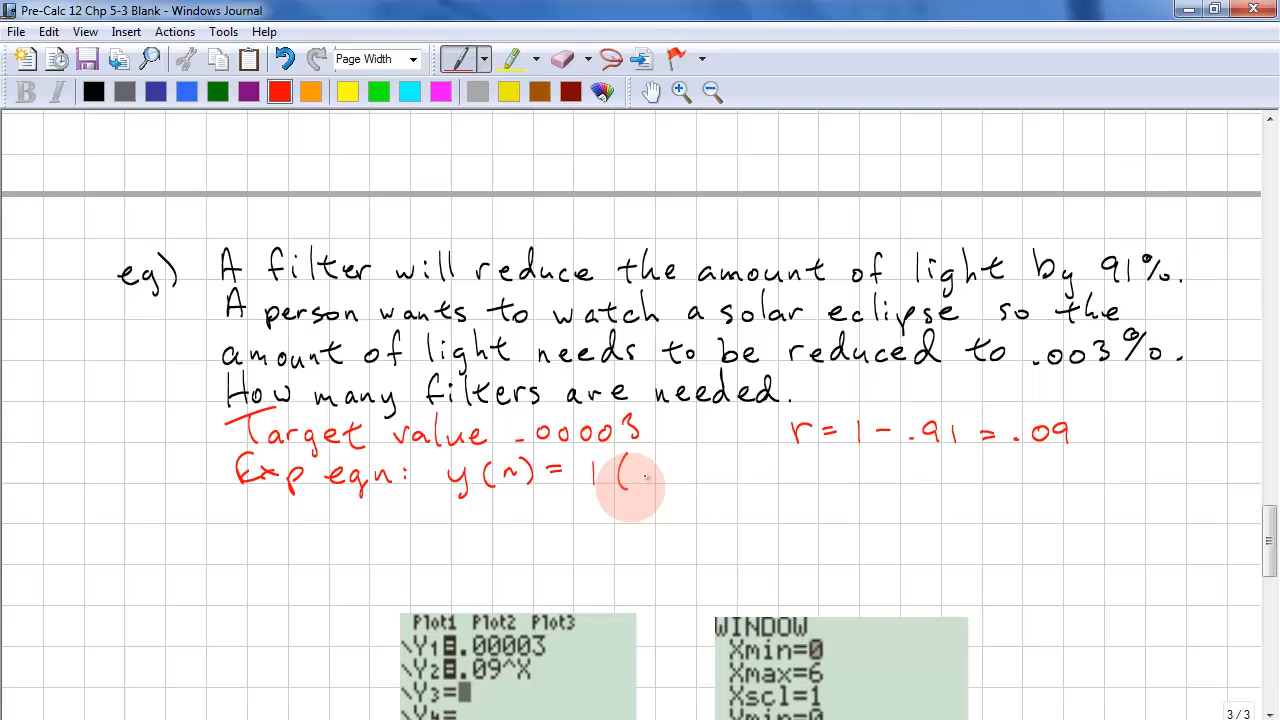 Pre-Calc 12 Chp 5-3 Blank - Windows Journal
File Edit View Insert Actions Tools Help
Page Width
B I
eg) A filter will reduce the amount of light by 91%.
A person wants to watch a solar eclipse so the
amount of light needs to be reduced to .003%.
How many filters are needed.
Target value .00003 r = 1 - .91 = .09
Exp eqn: y(n) = 1(
Plot1 Plot2 Plot3
\Y1=.00003
\Y2=.09^X
\Y3=
\Y4=
WINDOW
Xmin=0
Xmax=6
Xscl=1
Ymin=0
3/3